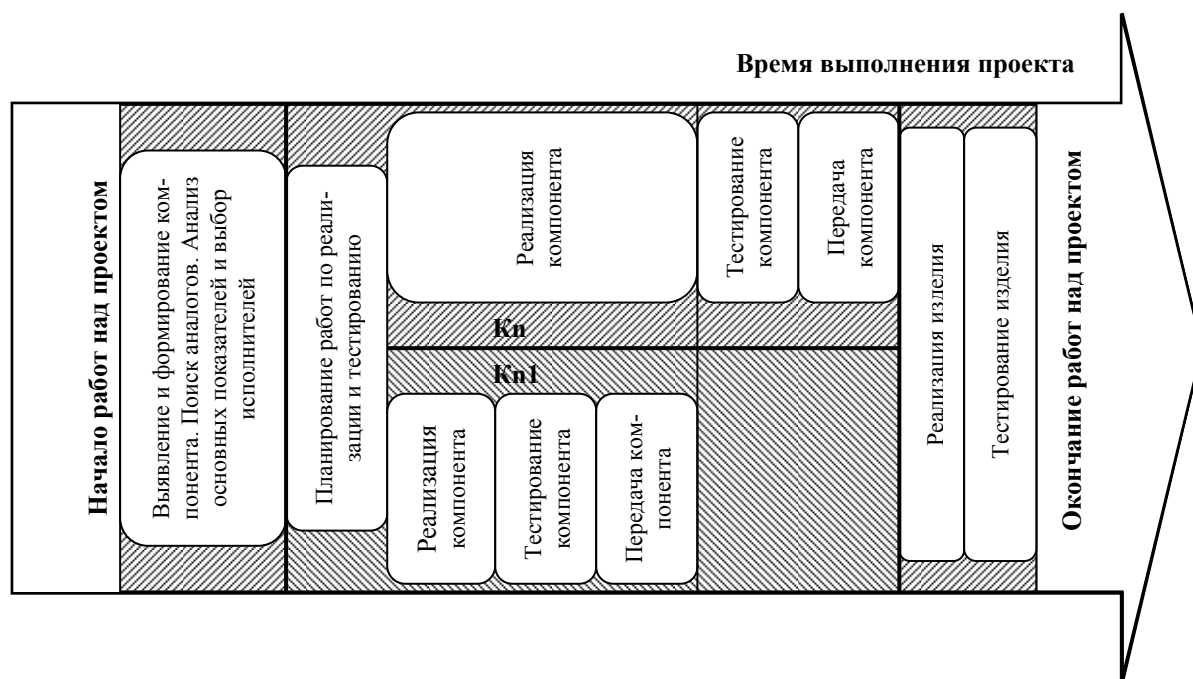 Время выполнения проекта
Начало работ над проектом
Выявление и формирование ком-
понента. Поиск аналогов. Анализ
основных показателей и выбор
исполнителей
Планирование работ по реали-
зации и тестированию
Реализация
компонента
Тестирование
компонента
Передача
компонента
Кn
Кn1
Реализация
компонента
Тестирование
компонента
Передача ком-
понента
Реализация изделия
Тестирование изделия
Окончание работ над проектом